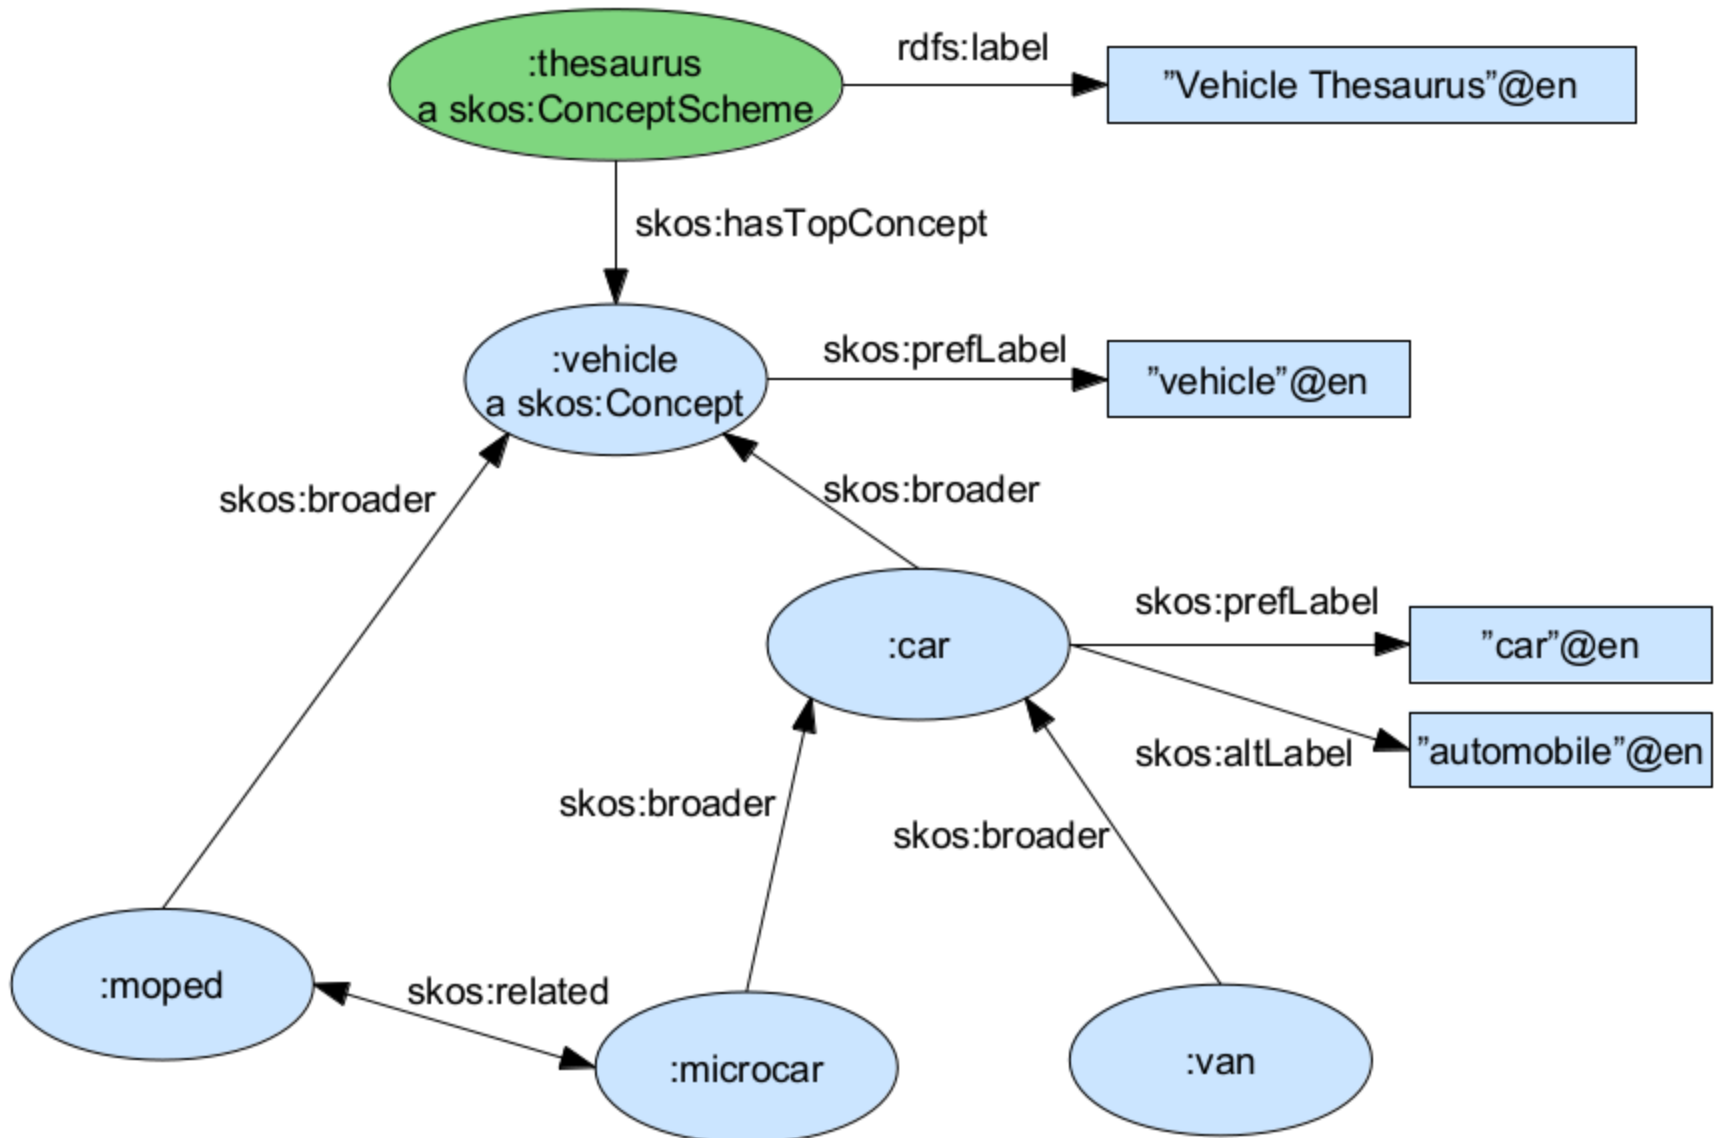 :thesaurus
a skos:ConceptScheme
rdfs:label
”Vehicle Thesaurus”@en
skos:hasTopConcept
:vehicle
a skos:Concept
skos:prefLabel
”vehicle”@en
skos:broader
skos:broader
:car
skos:prefLabel
”car”@en
skos:altLabel
”automobile”@en
skos:broader
skos:broader
:moped
skos:related
:microcar
:van